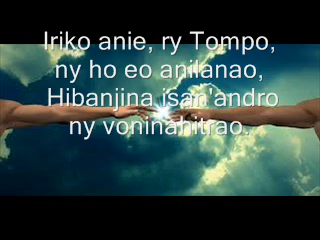 Iriko anie, ry Tompo,
ny ho eo anilanao,
Hibanjina isan'andro
ny voninahitrao.